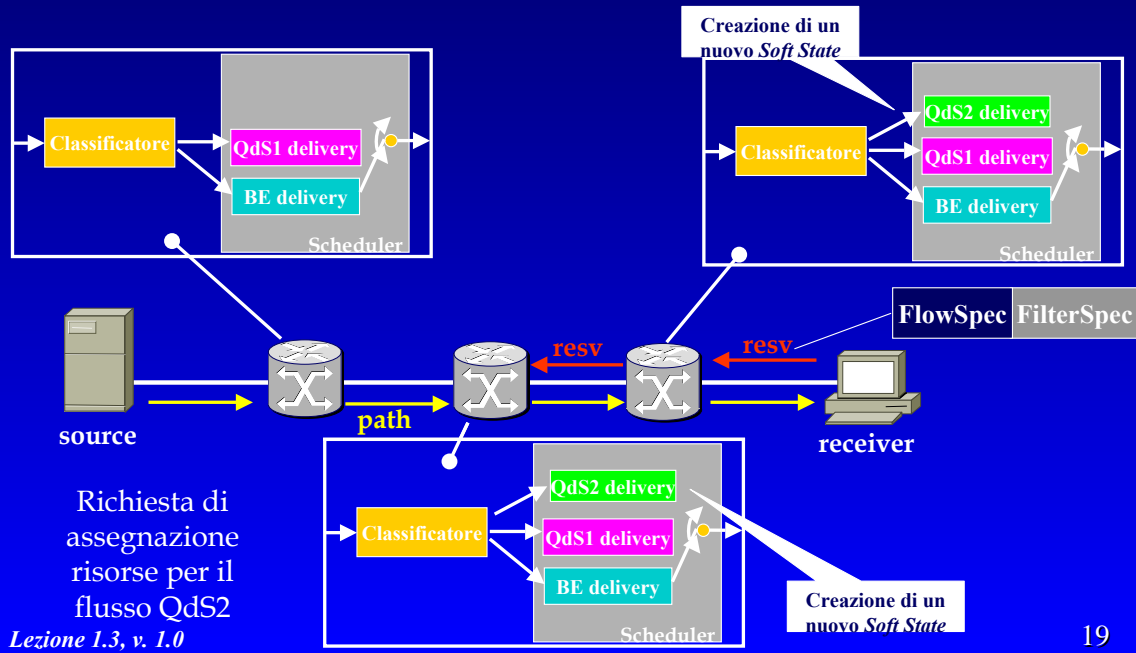 Creazione di un
nuovo Soft State
Classificatore
QdS1 delivery
BE delivery
Scheduler
Classificatore
QdS2 delivery
QdS1 delivery
BE delivery
Scheduler
FlowSpec
FilterSpec
resv
resv
path
source
receiver
Richiesta di
assegnazione
risorse per il
flusso QdS2
Classificatore
QdS2 delivery
QdS1 delivery
BE delivery
Scheduler
Creazione di un
nuovo Soft State
Lezione 1.3, v. 1.0
19